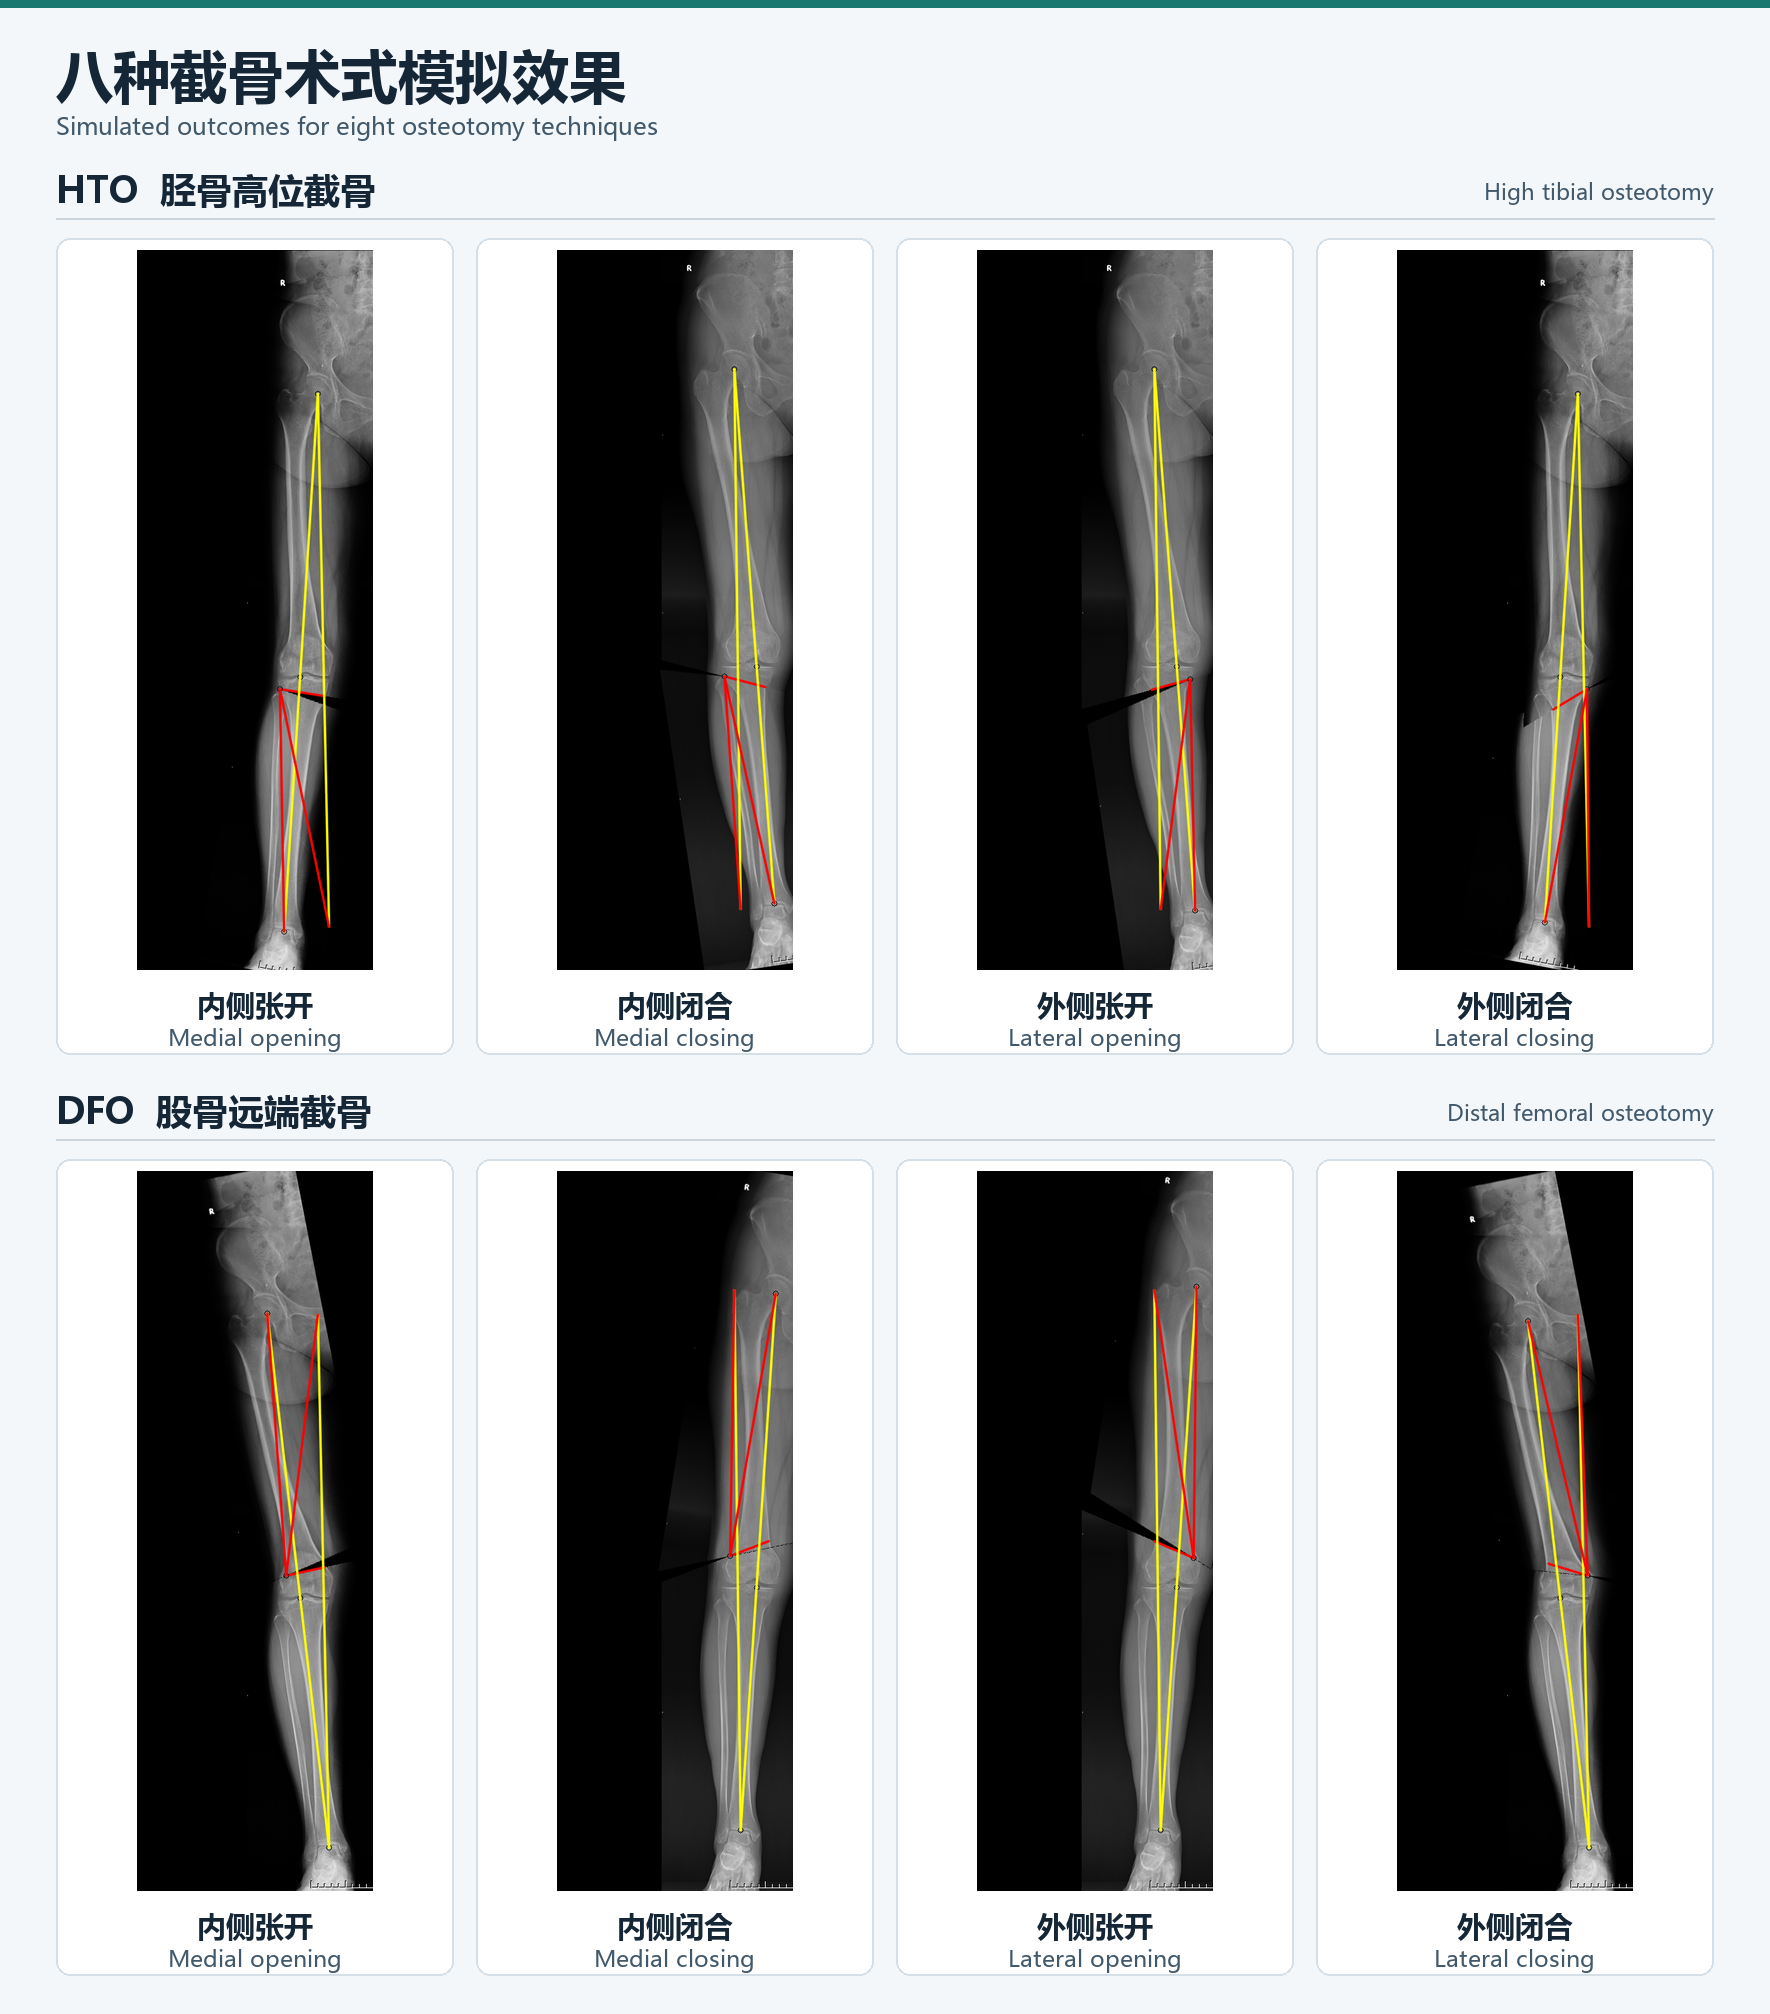 八种截骨术式模拟效果
Simulated outcomes for eight osteotomy techniques
HTO 胫骨高位截骨
High tibial osteotomy
R
R
R
R
内侧张开
Medial opening
内侧闭合
Medial closing
外侧张开
Lateral opening
外侧闭合
Lateral closing
DFO 股骨远端截骨
Distal femoral osteotomy
R
R
R
R
内侧张开
Medial opening
内侧闭合
Medial closing
外侧张开
Lateral opening
外侧闭合
Lateral closing